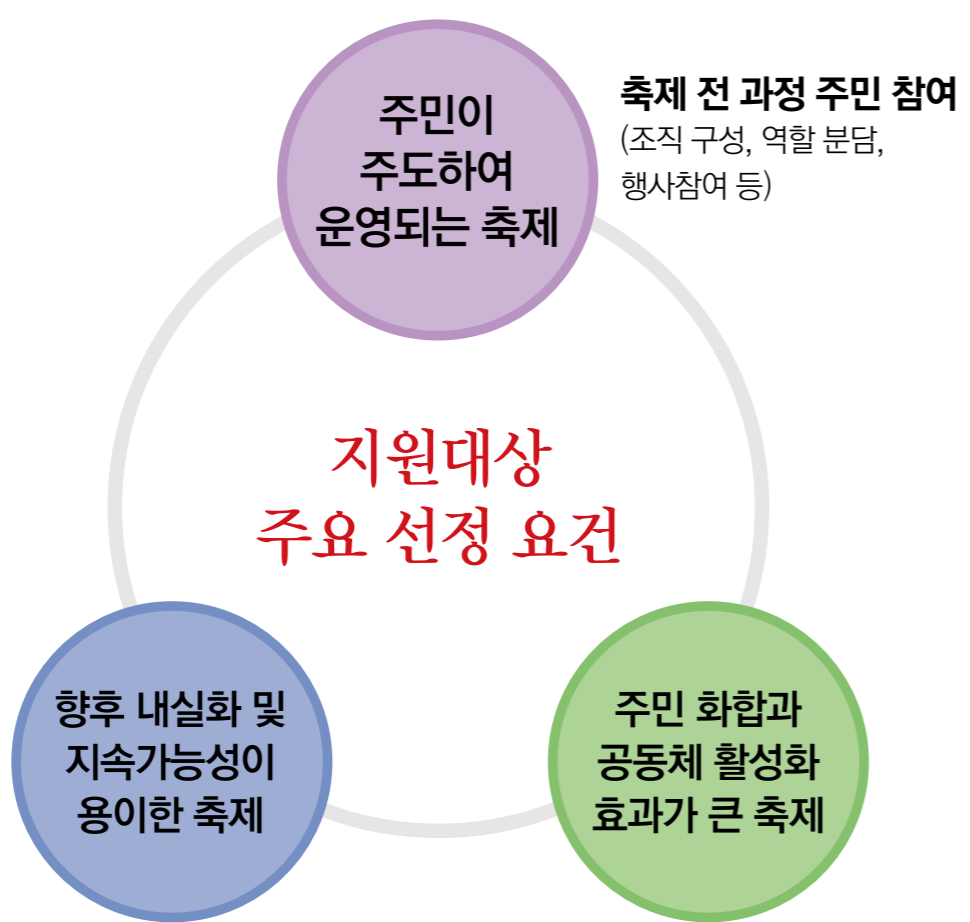 주민이
주도하여
운영되는 축제
축제 전 과정 주민 참여
(조직 구성, 역할 분담,
행사참여 등)
지원대상
주요 선정 요건
향후 내실화 및
지속가능성이
용이한 축제
주민 화합과
공동체 활성화
효과가 큰 축제